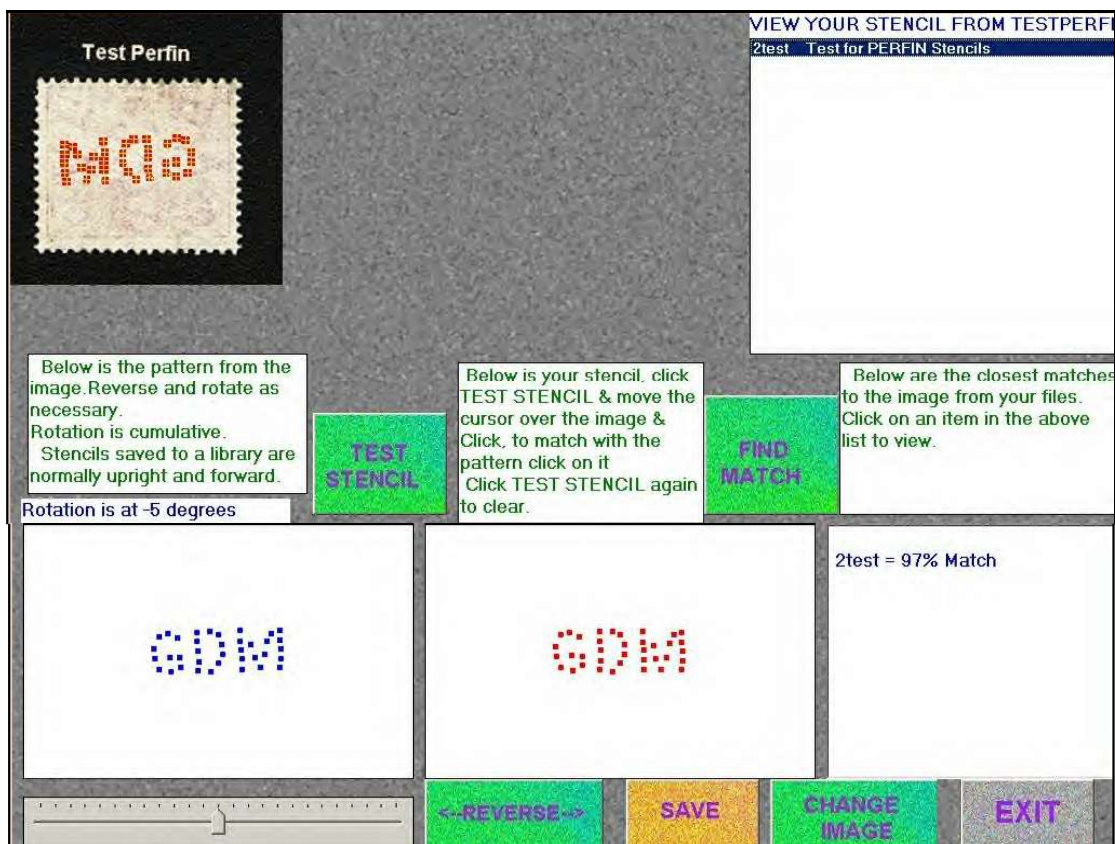 Test Perfin
GDM
VIEW YOUR STENCIL FROM TESTPERFI
2test Test for PERFIN Stencils
Below is the pattern from the
image.Reverse and rotate as
necessary.
Rotation is cumulative.
Stencils saved to a library are
normally upright and forward.
TEST
STENCIL
Below is your stencil, click
TEST STENCIL & move the
cursor over the image &
Click, to match with the
pattern click on it
Click TEST STENCIL again
to clear.
FIND
MATCH
Below are the closest matches
to the image from your files.
Click on an item in the above
list to view.
Rotation is at -5 degrees
GDM
GDM
2test = 97% Match
<--REVERSE-->
SAVE
CHANGE
IMAGE
EXIT